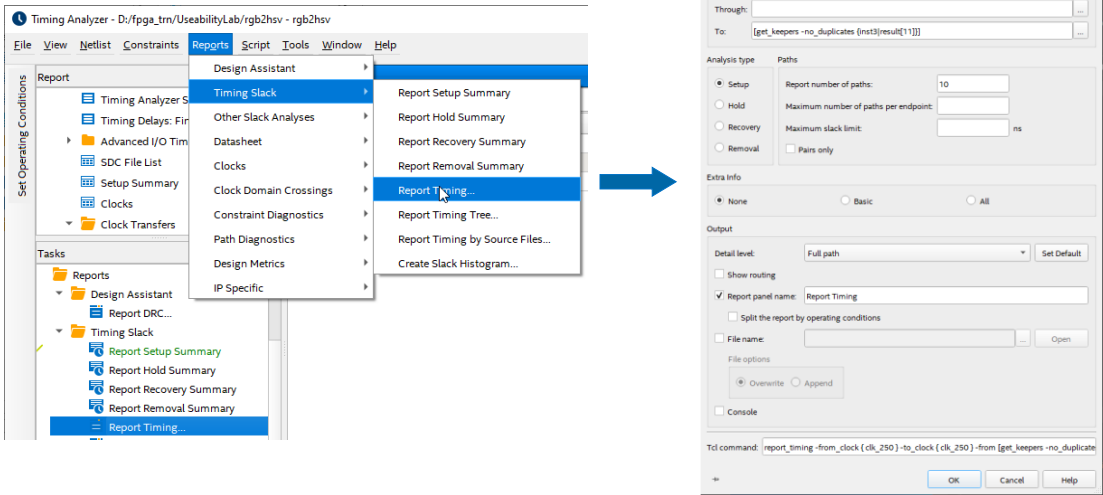 Timing Analyzer - D:/fpga_trn/UseabilityLab/rgb2hsv - rgb2hsv
File View Netlist Constraints Reports Script Tools Window Help
Set Operating Conditions
Report
Timing Analyzer S
Timing Delays: Fir
Advanced I/O Tim
SDC File List
Setup Summary
Clocks
Clock Transfers
Tasks
Reports
Design Assistant
Report DRC...
Timing Slack
Report Setup Summary
Report Hold Summary
Report Recovery Summary
Report Removal Summary
Report Timing...
Design Assistant
Timing Slack
Other Slack Analyses
Datasheet
Clocks
Clock Domain Crossings
Constraint Diagnostics
Path Diagnostics
Design Metrics
IP Specific
Report Setup Summary
Report Hold Summary
Report Recovery Summary
Report Removal Summary
Report Timing...
Report Timing Tree...
Report Timing by Source Files...
Create Slack Histogram...
Through: ...
To: [get_keepers -no_duplicates {inst3|result[11]}] ...
Analysis type Paths
Setup Report number of paths: 10
Hold Maximum number of paths per endpoint:
Recovery Maximum slack limit: ns
Removal Pairs only
Extra Info
None Basic All
Output
Detail level: Full path Set Default
Show routing
Report panel name: Report Timing
Split the report by operating conditions
File name: ... Open
File options
Overwrite Append
Console
Tcl command: report_timing -from_clock { clk_250 } -to_clock { clk_250 } -from [get_keepers -no_duplicate
OK Cancel Help